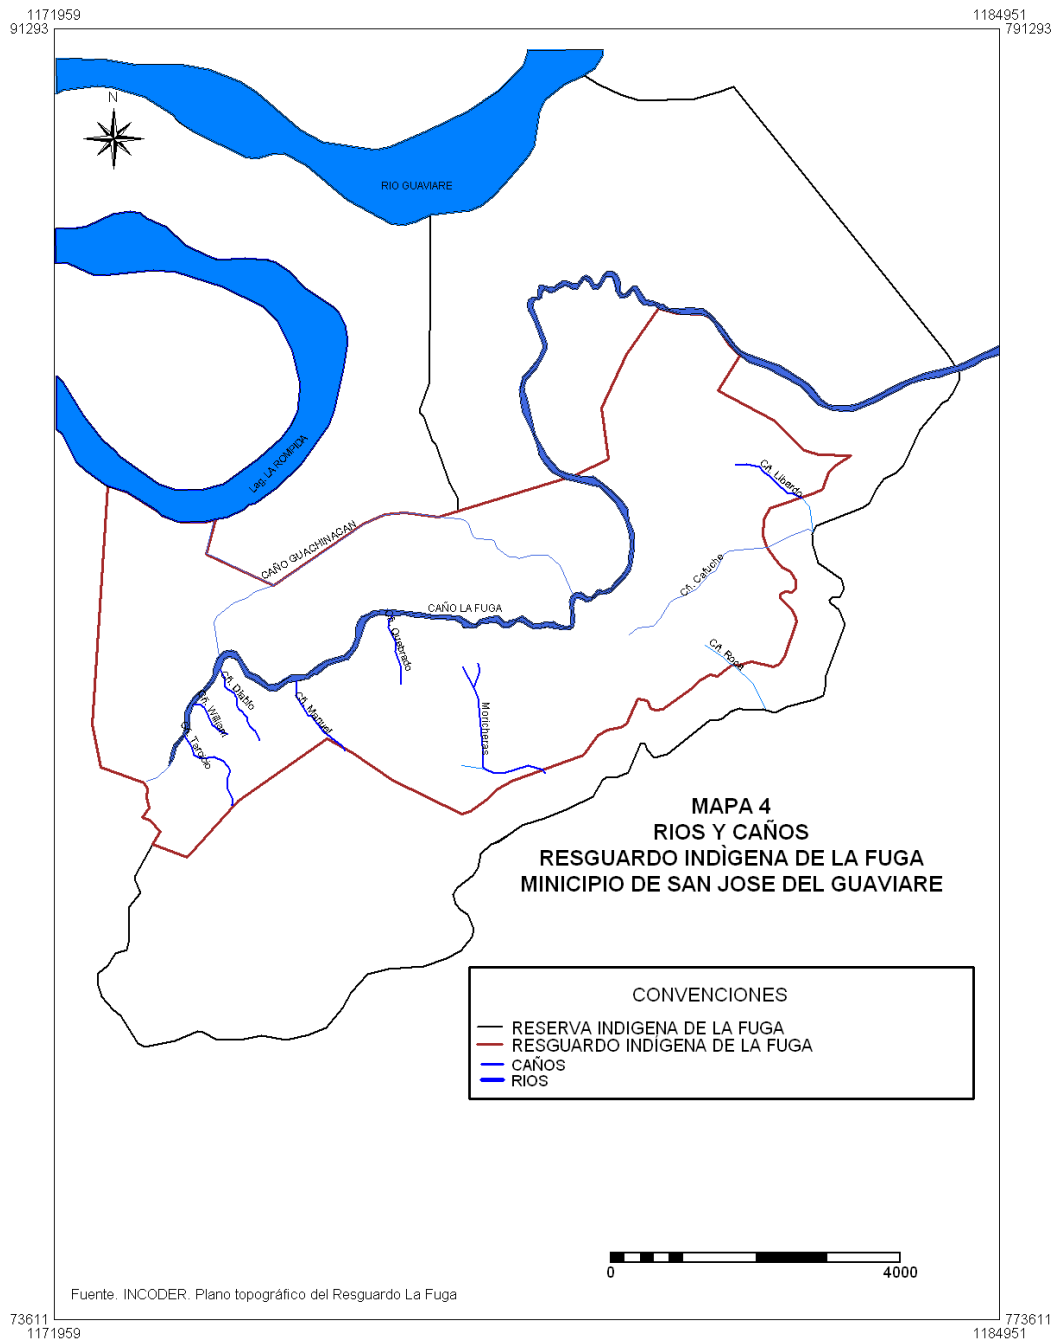 1171959
1184951
91293
791293
N
RIO GUAVIARE
Lag. LA ROMPIDA
Cñ. Libardo
CAÑO GUACHINACAN
Cñ. Cafuche
CAÑO LA FUGA
Quebrado
Cñ. Roca
Cñ. Diablo
Cñ. William
Cñ. Manuel
Moricheras
Cñ.
MAPA 4
RIOS Y CAÑOS
RESGUARDO INDÌGENA DE LA FUGA
MINICIPIO DE SAN JOSE DEL GUAVIARE
CONVENCIONES
RESERVA INDIGENA DE LA FUGA
RESGUARDO INDÍGENA DE LA FUGA
CAÑOS
RIOS
0
4000
Fuente. INCODER. Plano topográfico del Resguardo La Fuga
73611
773611
1171959
1184951